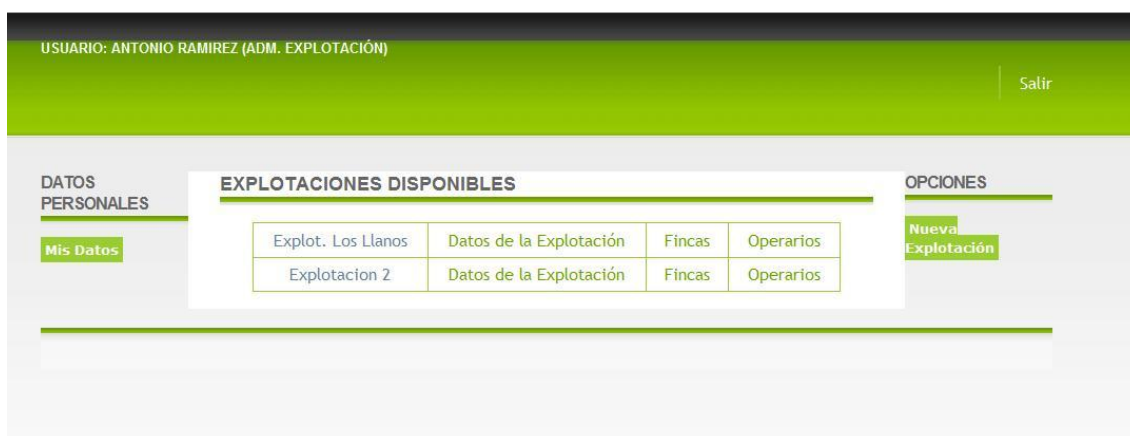 USUARIO: ANTONIO RAMIREZ (ADM. EXPLOTACIÓN)
Salir
DATOS
PERSONALES
Mis Datos
EXPLOTACIONES DISPONIBLES
Explot. Los Llanos Datos de la Explotación Fincas Operarios
Explotacion 2 Datos de la Explotación Fincas Operarios
OPCIONES
Nueva
Explotación